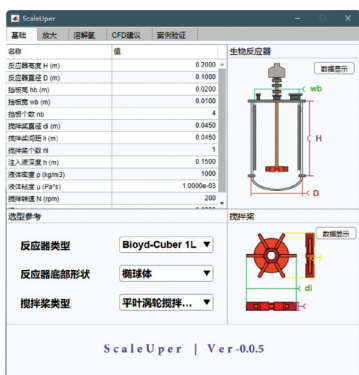 ScaleUper
基础 放大 溶解氧 CFD建议 案例验证
名称 值
反应器高度 H (m) 0.2000
反应器直径 D (m) 0.1000
挡板高 hb (m) 0.0200
挡板宽 wb (m) 0.0100
挡板个数 nb 4
搅拌桨直径 di (m) 0.0450
搅拌桨间距 li (m) 0.0450
搅拌桨个数 ni 1
注入液深度 h (m) 0.1500
液体密度 ρ (kg/m3) 1000
液体粘度 μ (Pa*s) 1.0000e-03
搅拌转速 N (rpm) 200
生物反应器
数据显示
wb
H
D
选型参考
反应器类型 Bioyd-Cuber 1L
反应器底部形状 椭球体
搅拌桨类型 平叶涡轮搅拌...
搅拌桨
数据显示
di
ScaleUper | Ver-0.0.5